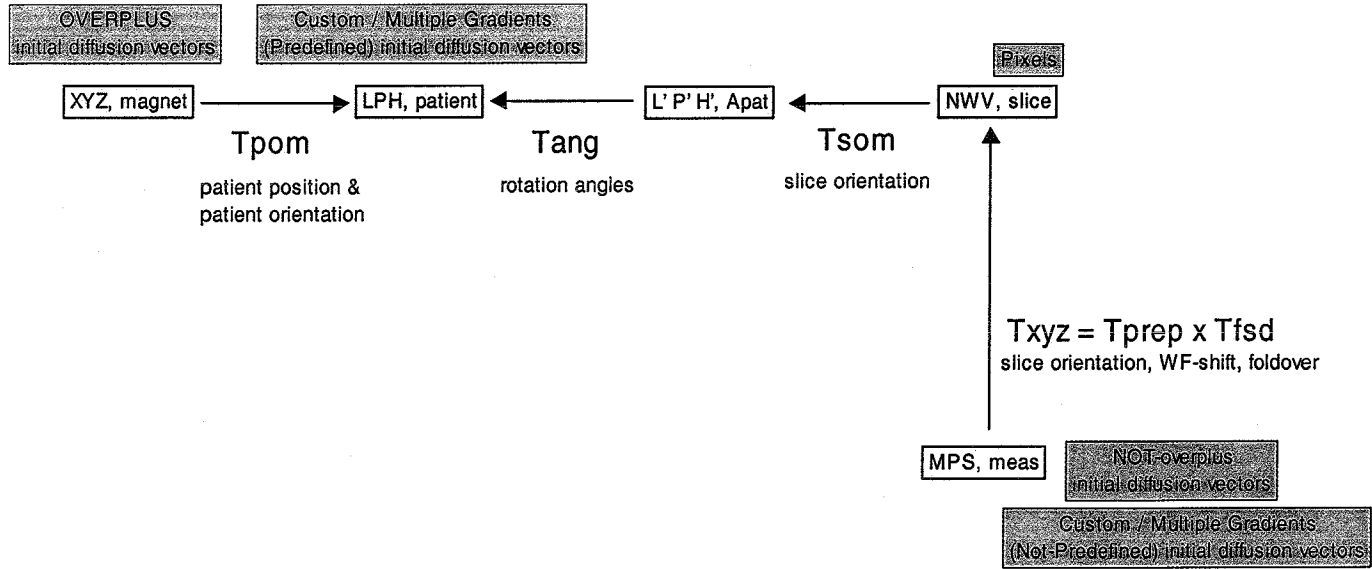 OVERPLUS
initial diffusion vectors
Custom / Multiple Gradients
(Predefined) initial diffusion vectors
Pixels
XYZ, magnet
LPH, patient
L' P' H', Apat
NWV, slice
Tpom
Tang
Tsom
patient position &
patient orientation
rotation angles
slice orientation
Txyz = Tprep x Tfsd
slice orientation, WF-shift, foldover
MPS, meas
NOT-overplus
initial diffusion vectors
Custom / Multiple Gradients
(Not-Predefined) initial diffusion vectors